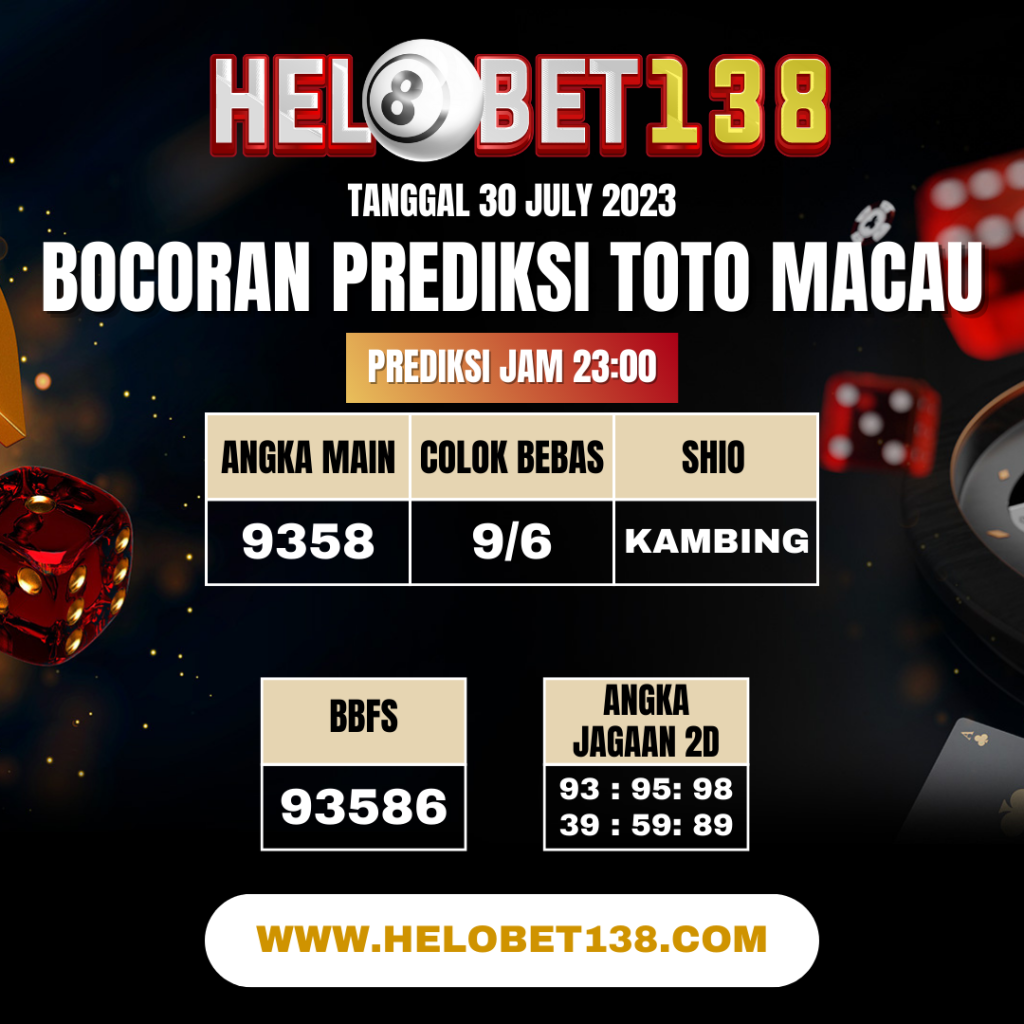 HEL8BET138
TANGGAL 30 JULY 2023
BOCORAN PREDIKSI TOTO MACAU
PREDIKSI JAM 23:00
ANGKA MAIN COLOK BEBAS SHIO
9358 9/6 KAMBING
BBFS
93586
ANGKA
JAGAAN 2D
93 : 95: 98
39 : 59: 89
A
WWW.HELOBET138.COM